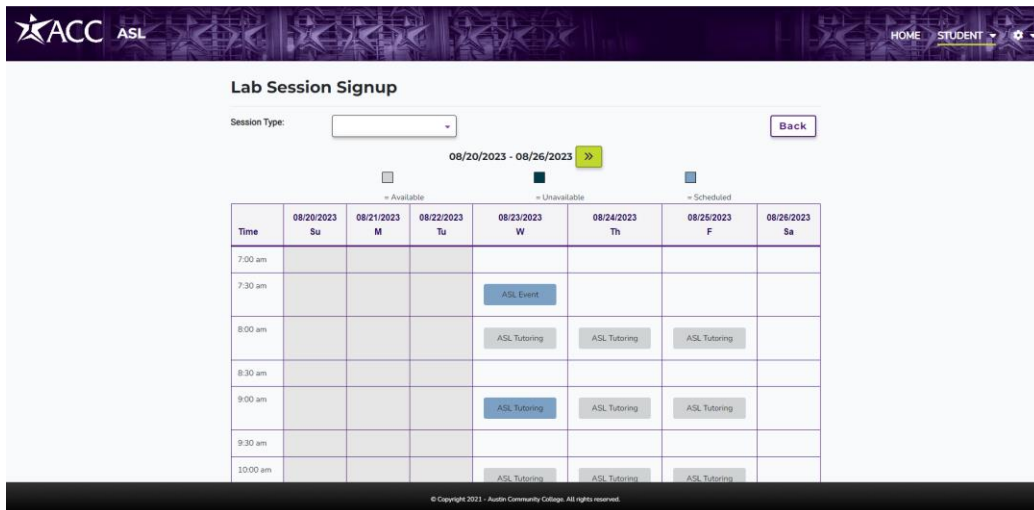 ACC ASL
HOME STUDENT
Lab Session Signup
Session Type:
Back
08/20/2023 - 08/26/2023 »
= Available = Unavailable = Scheduled
08/20/2023 08/21/2023 08/22/2023 08/23/2023 08/24/2023 08/25/2023 08/26/2023
Time Su M Tu W Th F Sa
7:00 am
7:30 am
ASL Event
8:00 am
ASL Tutoring ASL Tutoring ASL Tutoring
8:30 am
9:00 am
ASL Tutoring ASL Tutoring ASL Tutoring
9:30 am
10:00 am
ASL Tutoring ASL Tutoring ASL Tutoring
© Copyright 2021 - Austin Community College. All rights reserved.